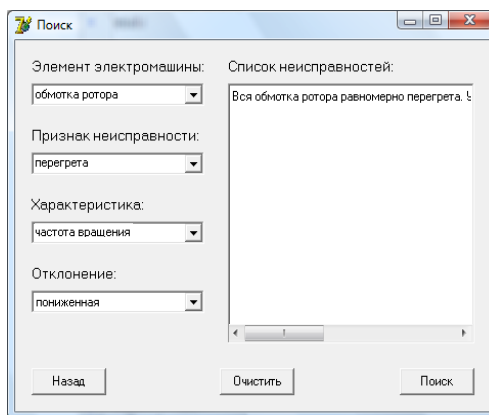 Поиск
Элемент электромашины:
обмотка ротора
Признак неисправности:
перегрета
Характеристика:
частота вращения
Отклонение:
пониженная
Список неисправностей:
Вся обмотка ротора равномерно перегрета.
Назад
Очистить
Поиск